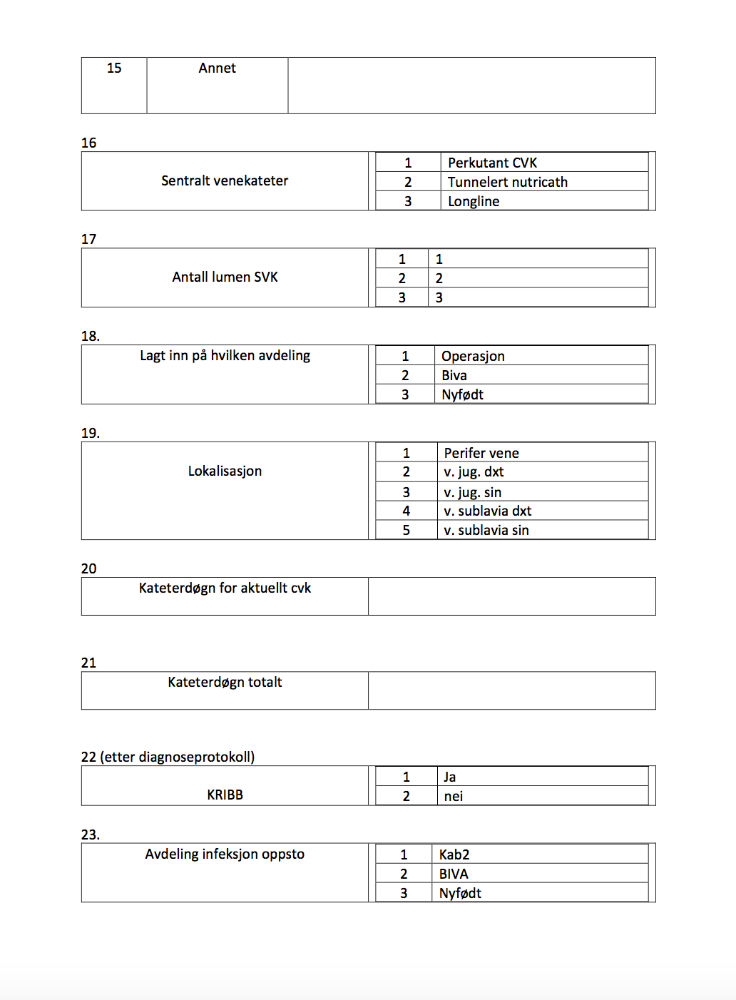 15 Annet
16
Sentralt venekateter
1 Perkutant CVK
2 Tunnelert nutricath
3 Longline
17
Antall lumen SVK
1 1
2 2
3 3
18.
Lagt inn på hvilken avdeling
1 Operasjon
2 Biva
3 Nyfødt
19.
Lokalisasjon
1 Perifer vene
2 v. jug. dxt
3 v. jug. sin
4 v. sublavia dxt
5 v. sublavia sin
20
Kateterdøgn for aktuellt cvk
21
Kateterdøgn totalt
22 (etter diagnoseprotokoll)
KRIBB
1 Ja
2 nei
23.
Avdeling infeksjon oppsto
1 Kab2
2 BIVA
3 Nyfødt